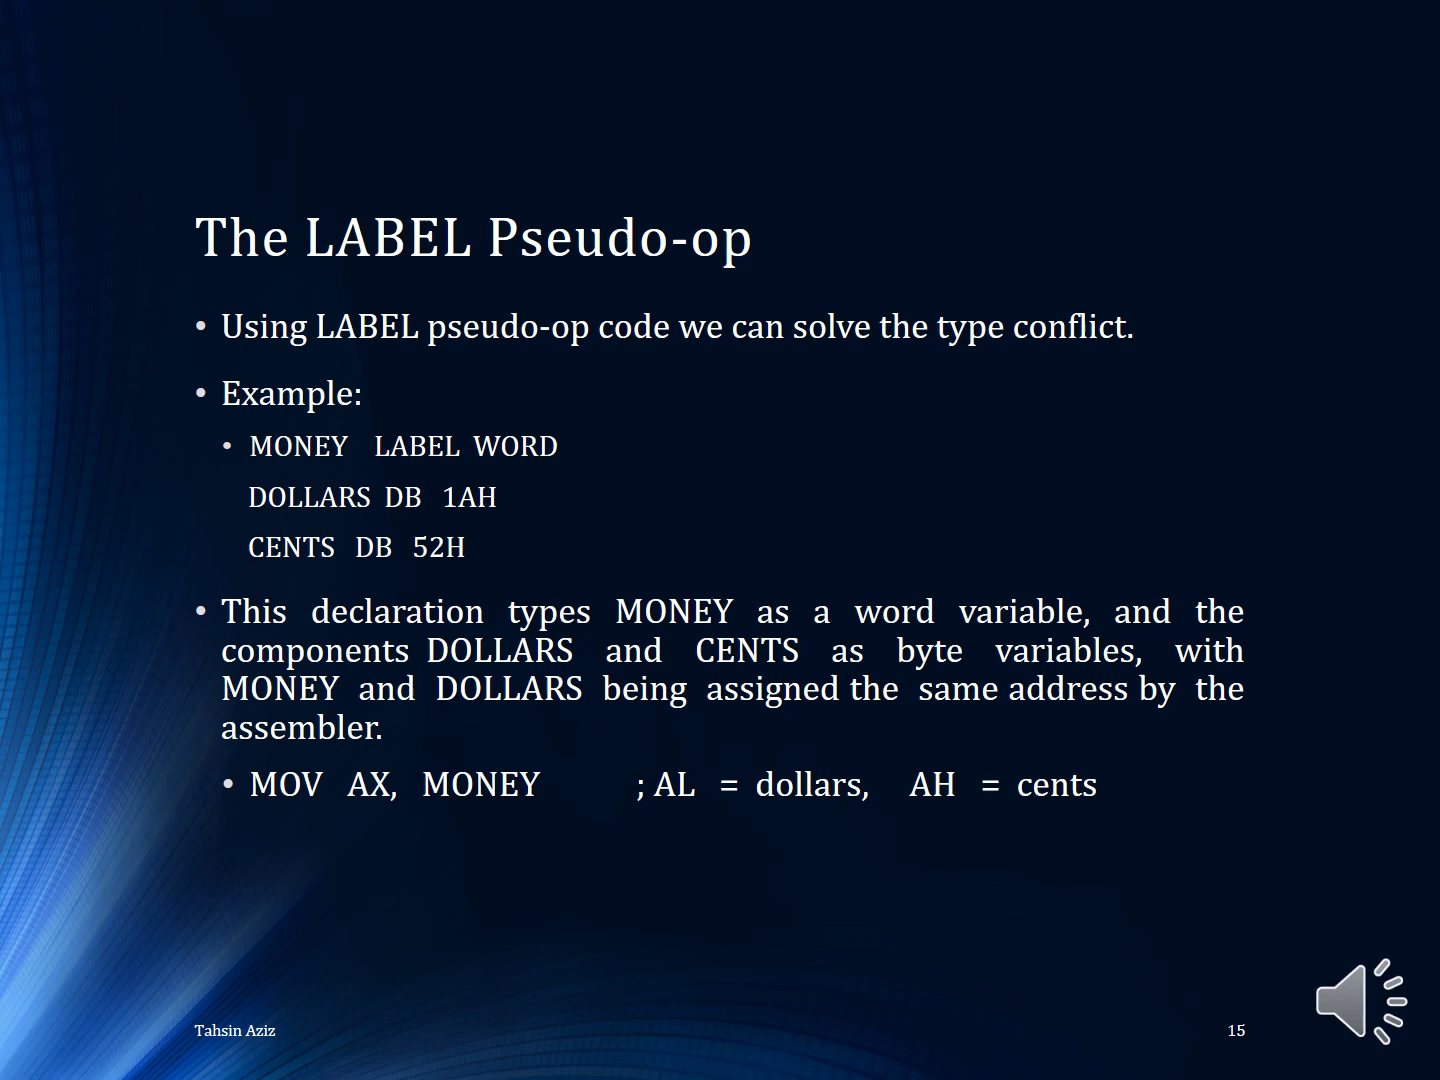 The LABEL Pseudo-op
• Using LABEL pseudo-op code we can solve the type conflict.
• Example:
• MONEY LABEL WORD
DOLLARS DB 1AH
CENTS DB 52H
• This declaration types MONEY as a word variable, and the
components DOLLARS and CENTS as byte variables, with
MONEY and DOLLARS being assigned the same address by the
assembler.
• MOV AX, MONEY ; AL = dollars, AH = cents
Tahsin Aziz
15